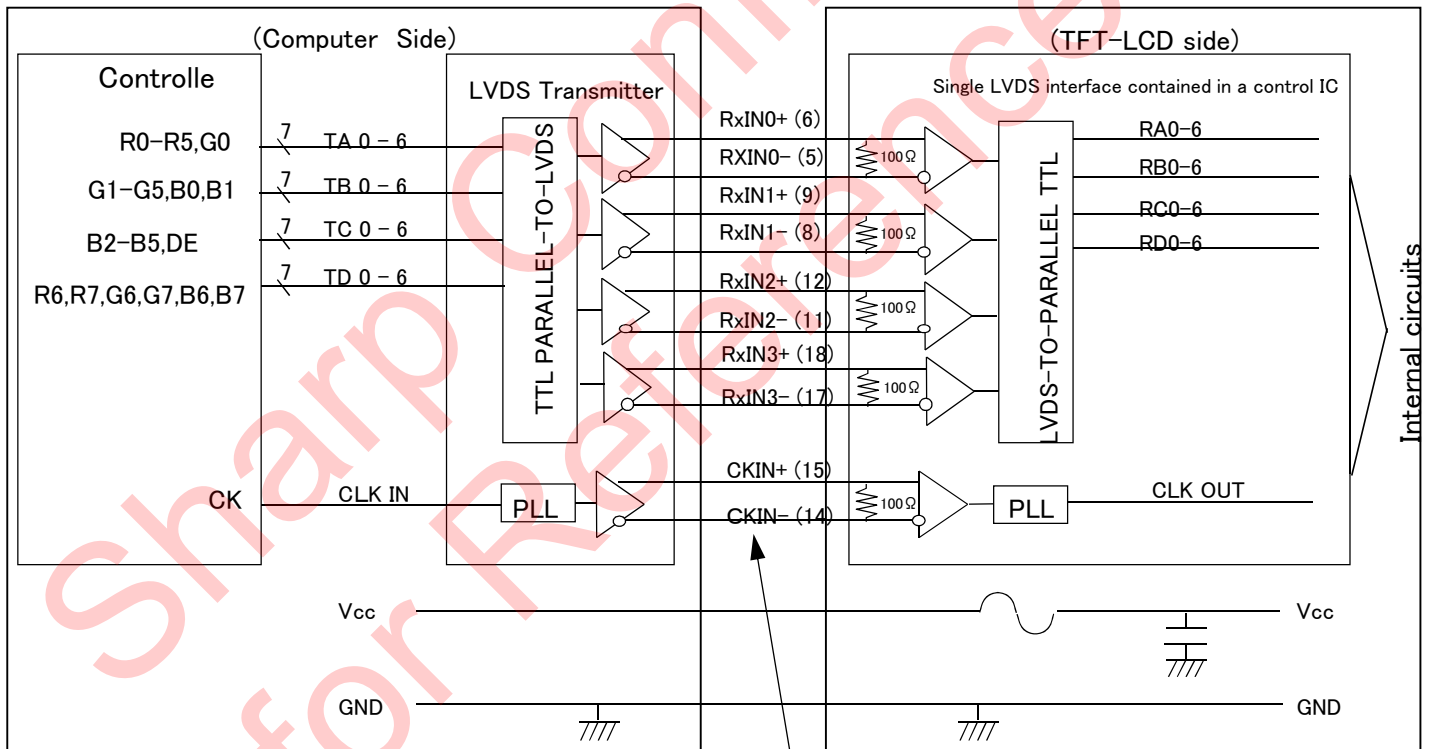 (Computer Side)
Controlle
R0-R5,G0
G1-G5,B0,B1
B2-B5,DE
R6,R7,G6,G7,B6,B7
CK
7
TA 0 - 6
7
TB 0 - 6
7
TC 0 - 6
7
TD 0 - 6
CLK IN
LVDS Transmitter
TTL PARALLEL-TO-LVDS
PLL
RxIN0+ (6)
RXIN0- (5)
RxIN1+ (9)
RxIN1- (8)
RxIN2+ (12)
RxIN2- (11)
RxIN3+ (18)
RxIN3- (17)
CKIN+ (15)
CKIN- (14)
(TFT-LCD side)
Single LVDS interface contained in a control IC
100Ω
100Ω
100Ω
100Ω
100Ω
LVDS-TO-PARALLEL TTL
PLL
RA0-6
RB0-6
RC0-6
RD0-6
CLK OUT
Internal circuits
Vcc
Vcc
GND
GND
Sharp Con
for Reference